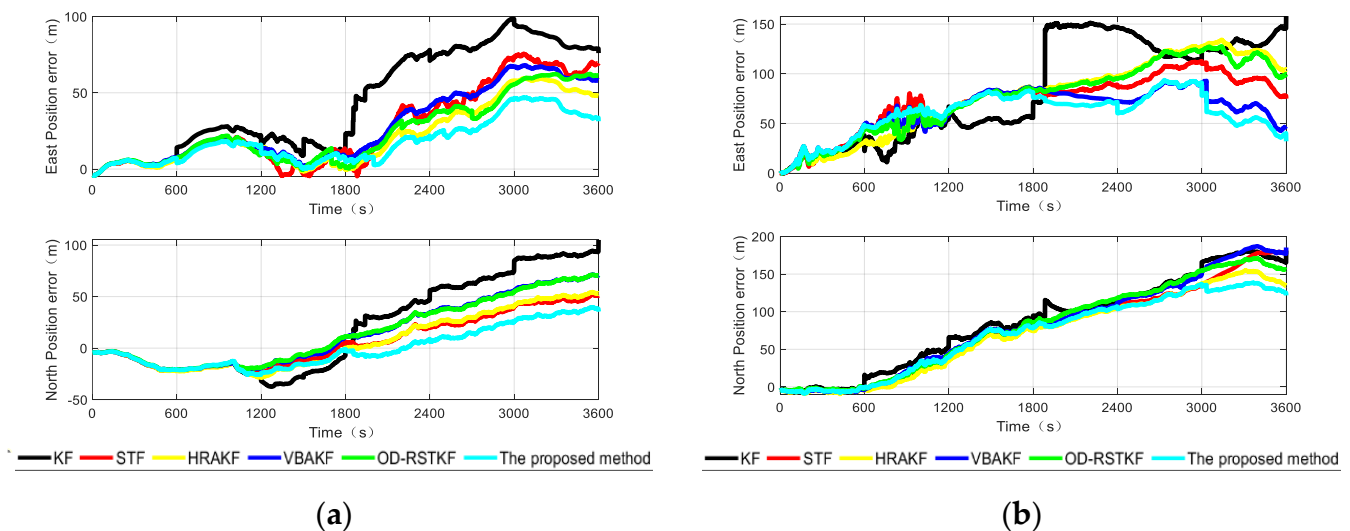 East Position error（m）
100
50
0
0 600 1200 1800 2400 3000 3600
Time（s）
North Position error（m）
100
50
0
-50
0 600 1200 1800 2400 3000 3600
Time（s）
KF STF HRAKF VBAKF OD-RSTKF The proposed method
(a)
East Position error（m）
150
100
50
0
0 600 1200 1800 2400 3000 3600
Time（s）
North Position error（m）
200
150
100
50
0
0 600 1200 1800 2400 3000 3600
Time（s）
KF STF HRAKF VBAKF OD-RSTKF The proposed method
(b)